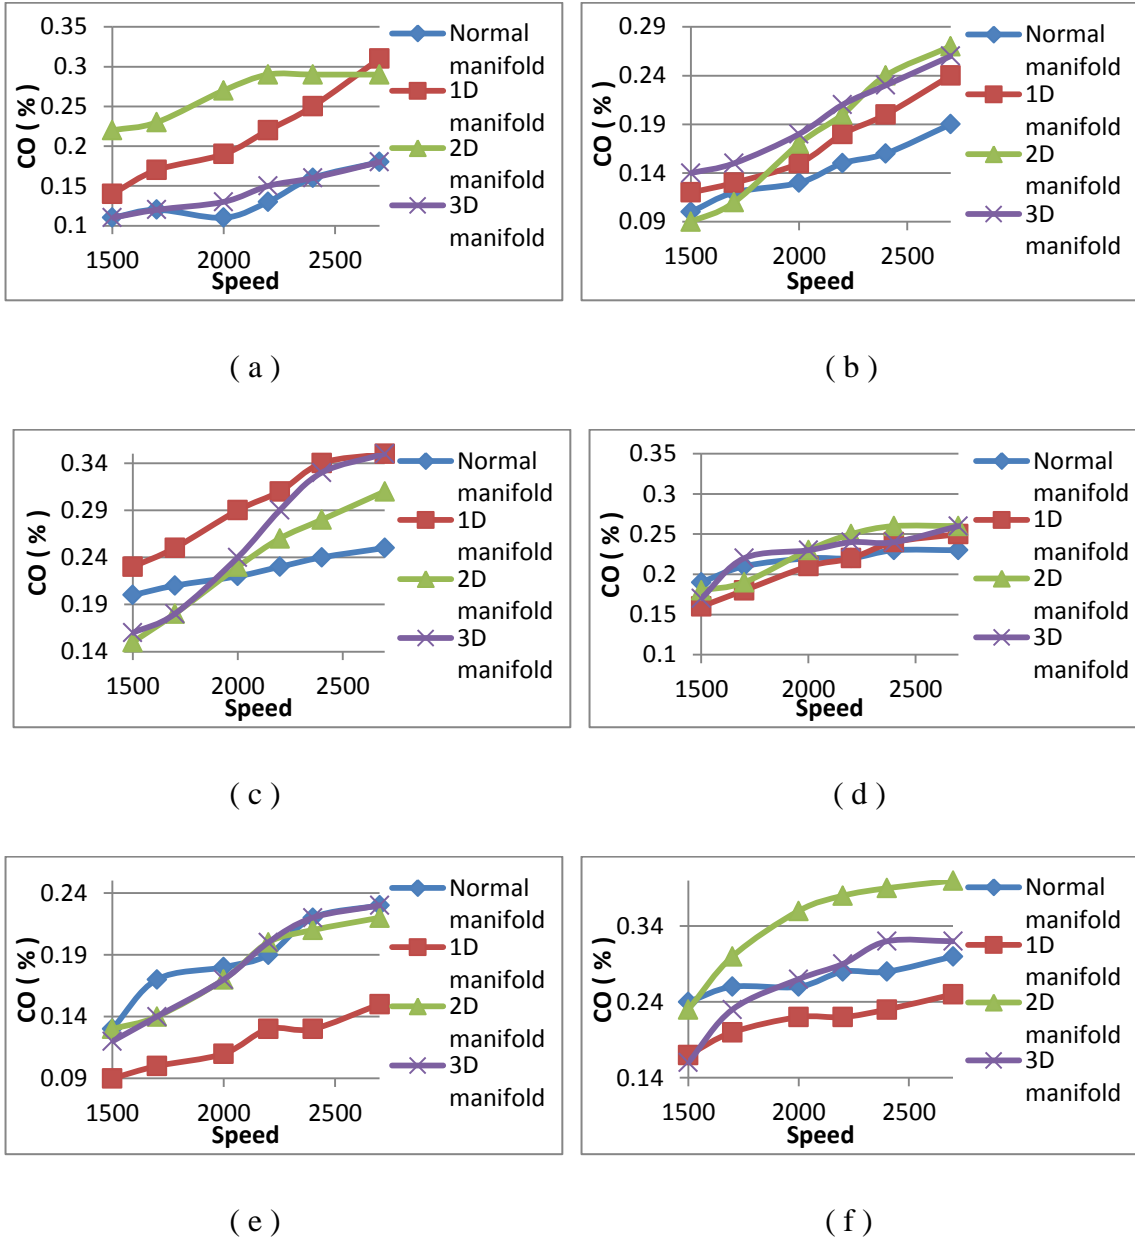 0.35
0.3
0.25
0.2
0.15
0.1
CO ( % )
1500 2000 2500
Speed
Normal
manifold
1D
manifold
2D
manifold
3D
manifold
( a )
0.29
0.24
0.19
0.14
0.09
CO ( % )
1500 2000 2500
Speed
Normal
manifold
1D
manifold
2D
manifold
3D
manifold
( b )
0.34
0.29
0.24
0.19
0.14
CO ( % )
1500 2000 2500
Speed
Normal
manifold
1D
manifold
2D
manifold
3D
manifold
( c )
0.35
0.3
0.25
0.2
0.15
0.1
CO ( % )
1500 2000 2500
Speed
Normal
manifold
1D
manifold
2D
manifold
3D
manifold
( d )
0.24
0.19
0.14
0.09
CO ( % )
1500 2000 2500
Speed
Normal
manifold
1D
manifold
2D
manifold
3D
manifold
( e )
0.34
0.24
0.14
CO ( % )
1500 2000 2500
Speed
Normal
manifold
1D
manifold
2D
manifold
3D
manifold
( f )